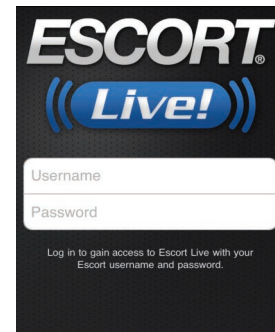 ESCORT®
Live!
Username
Password
Log in to gain access to Escort Live with your
Escort username and password.